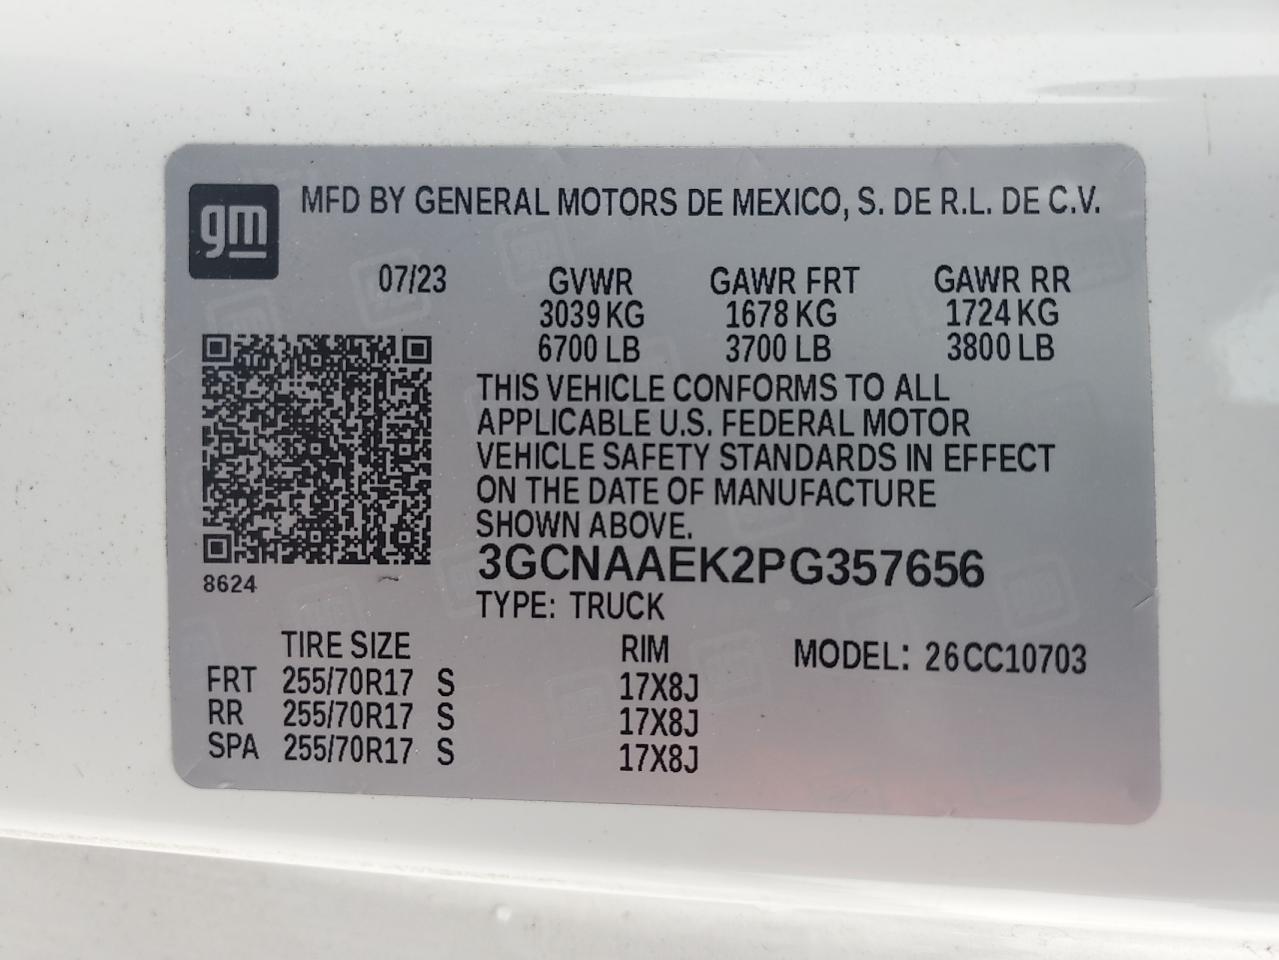 gm MFD BY GENERAL MOTORS DE MEXICO, S. DE R.L. DE C.V.
07/23 GVWR GAWR FRT GAWR RR
3039 KG 1678 KG 1724 KG
6700 LB 3700 LB 3800 LB
THIS VEHICLE CONFORMS TO ALL
APPLICABLE U.S. FEDERAL MOTOR
VEHICLE SAFETY STANDARDS IN EFFECT
ON THE DATE OF MANUFACTURE
SHOWN ABOVE.
3GCNAAEK2PG357656
8624
TYPE: TRUCK
TIRE SIZE RIM MODEL: 26CC10703
FRT 255/70R17 S 17X8J
RR 255/70R17 S 17X8J
SPA 255/70R17 S 17X8J